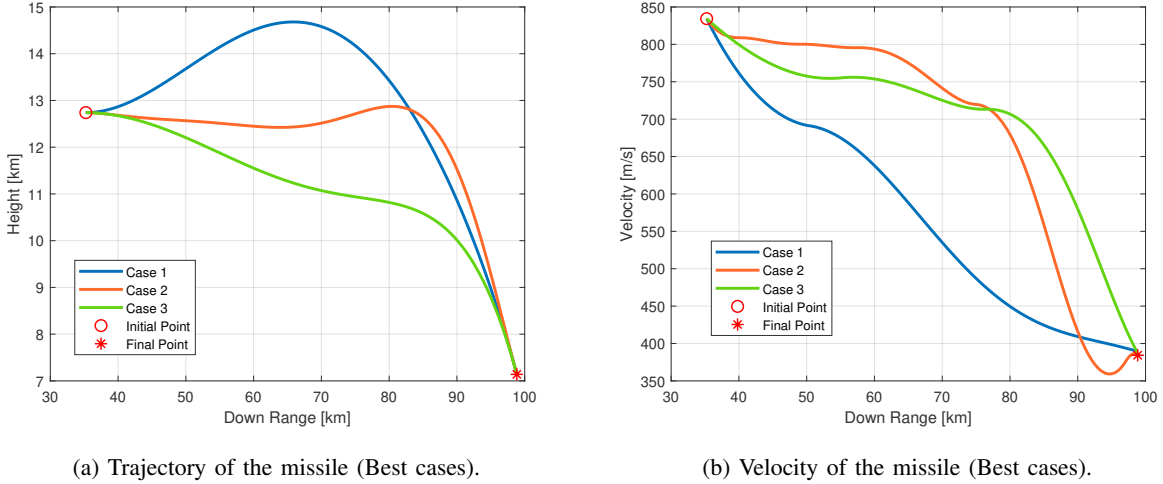 15
14
13
12
11
10
9
8
7
Height [km]
30 40 50 60 70 80 90 100
Down Range [km]
Case 1
Case 2
Case 3
Initial Point
Final Point
(a) Trajectory of the missile (Best cases).
850
800
750
700
650
600
550
500
450
400
350
Velocity [m/s]
30 40 50 60 70 80 90 100
Down Range [km]
Case 1
Case 2
Case 3
Initial Point
Final Point
(b) Velocity of the missile (Best cases).